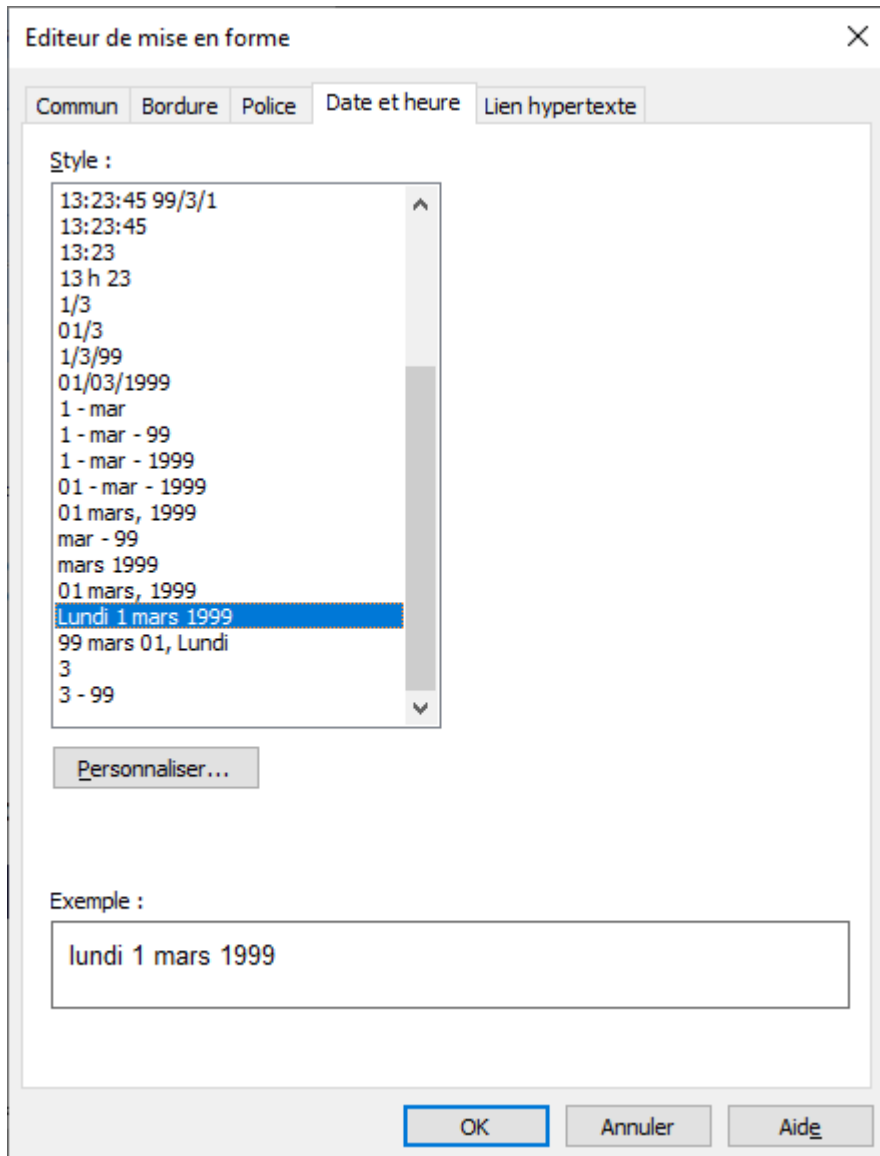 Editeur de mise en forme
Commun Bordure Police Date et heure Lien hypertexte
Style :
13:23:45 99/3/1
13:23:45
13:23
13 h 23
1/3
01/3
1/3/99
01/03/1999
1 - mar
1 - mar - 99
1 - mar - 1999
01 - mar - 1999
01 mars, 1999
mar - 99
mars 1999
01 mars, 1999
Lundi 1 mars 1999
99 mars 01, Lundi
3
3 - 99
Personnaliser...
Exemple :
lundi 1 mars 1999
OK Annuler Aide